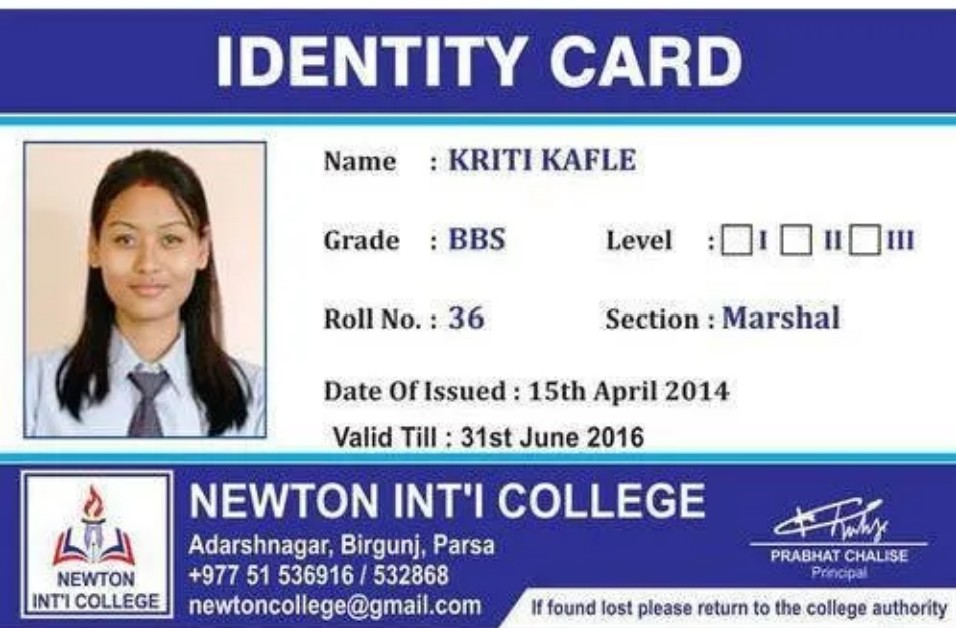 IDENTITY CARD
Name : KRITI KAFLE
Grade : BBS Level : I II III
Roll No. : 36 Section : Marshal
Date Of Issued : 15th April 2014
Valid Till : 31st June 2016
NEWTON INT'I COLLEGE
Adarshnagar, Birgunj, Parsa
+977 51 536916 / 532868
newtoncollege@gmail.com
NEWTON
INT'I COLLEGE
PRABHAT CHALISE
Principal
If found lost please return to the college authority